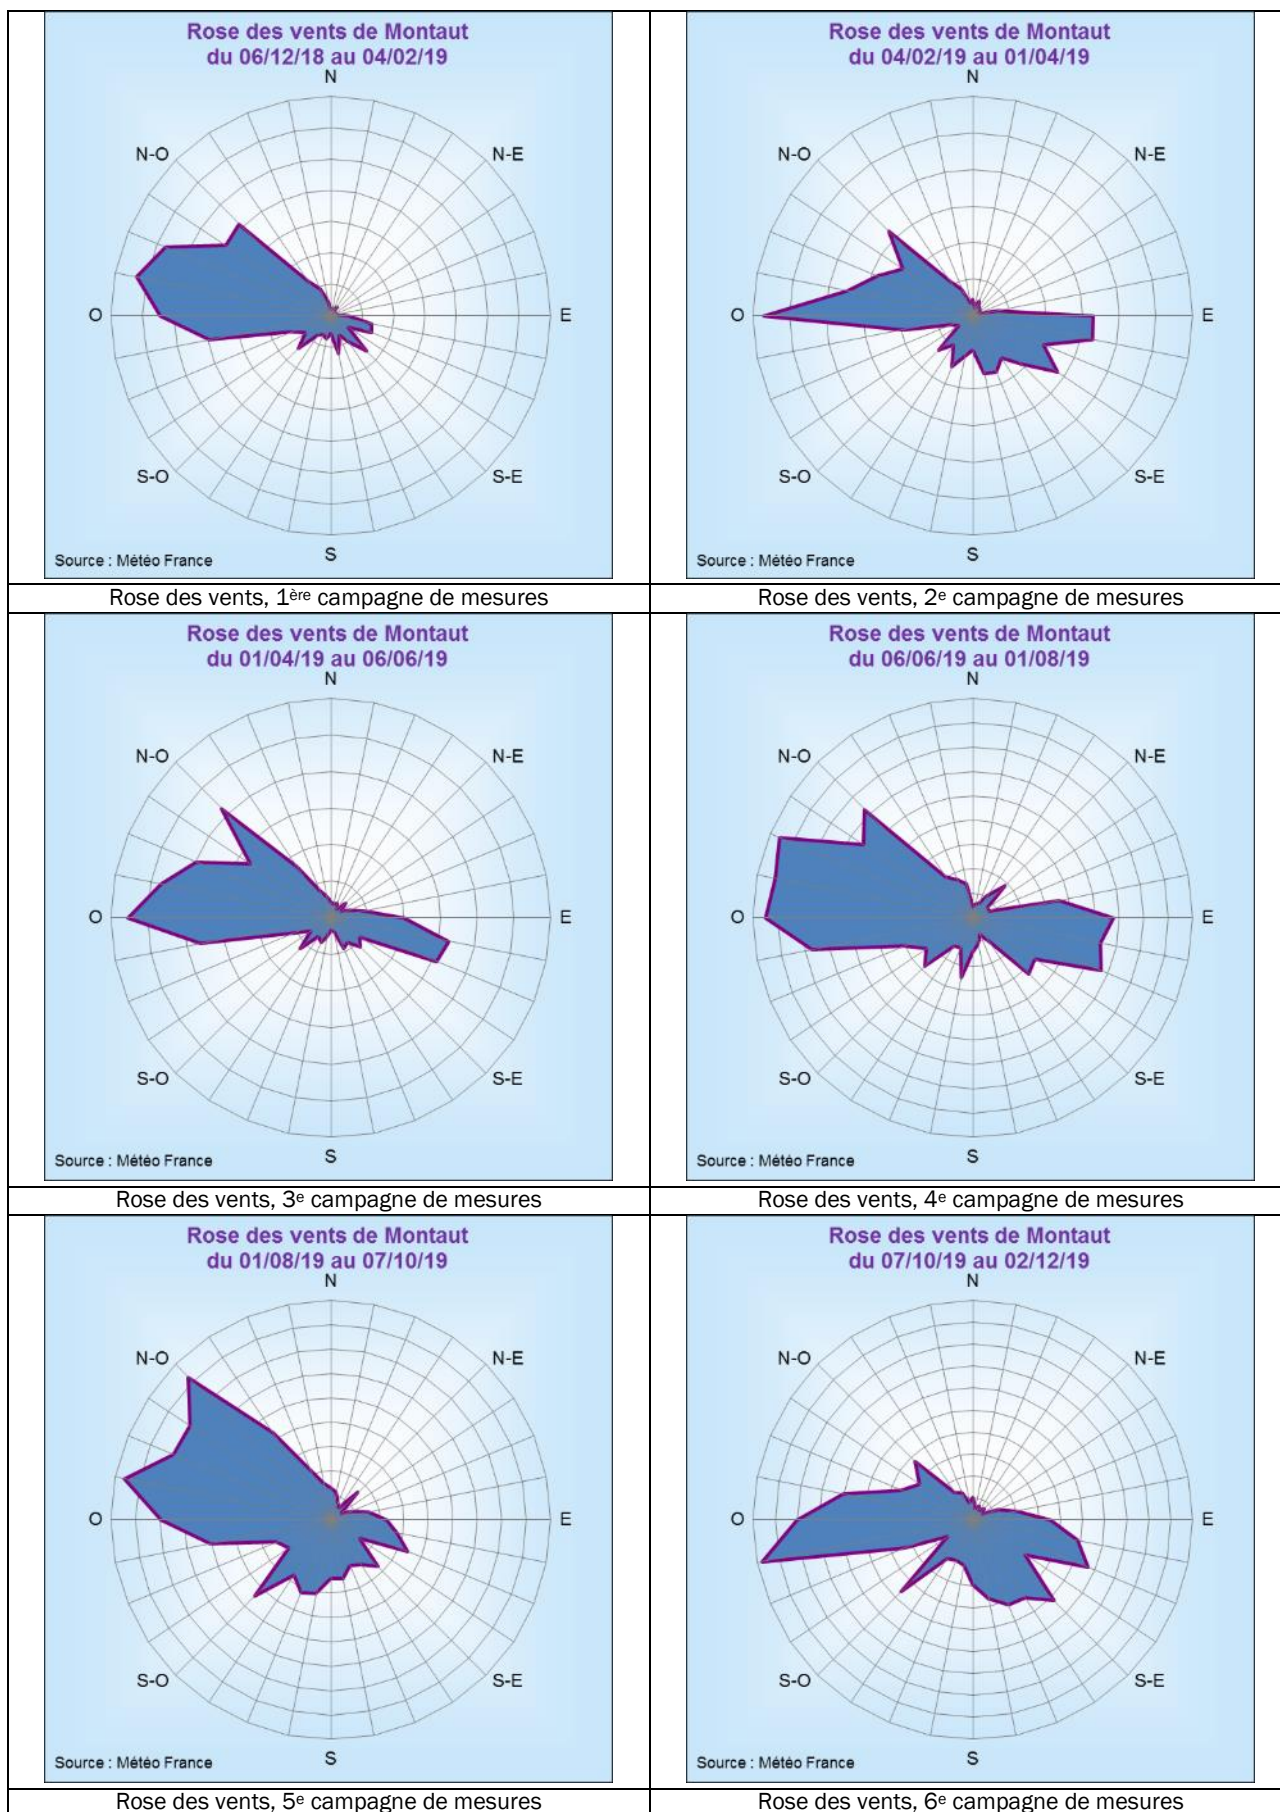 Rose des vents de Montaut
du 06/12/18 au 04/02/19
N
N-O
N-E
O
E
S-O
S-E
S
Source : Météo France
Rose des vents, 1ère campagne de mesures
Rose des vents de Montaut
du 04/02/19 au 01/04/19
N
N-O
N-E
O
E
S-O
S-E
S
Source : Météo France
Rose des vents, 2e campagne de mesures
Rose des vents de Montaut
du 01/04/19 au 06/06/19
N
N-O
N-E
O
E
S-O
S-E
S
Source : Météo France
Rose des vents, 3e campagne de mesures
Rose des vents de Montaut
du 06/06/19 au 01/08/19
N
N-O
N-E
O
E
S-O
S-E
S
Source : Météo France
Rose des vents, 4e campagne de mesures
Rose des vents de Montaut
du 01/08/19 au 07/10/19
N
N-O
N-E
O
E
S-O
S-E
S
Source : Météo France
Rose des vents, 5e campagne de mesures
Rose des vents de Montaut
du 07/10/19 au 02/12/19
N
N-O
N-E
O
E
S-O
S-E
S
Source : Météo France
Rose des vents, 6e campagne de mesures